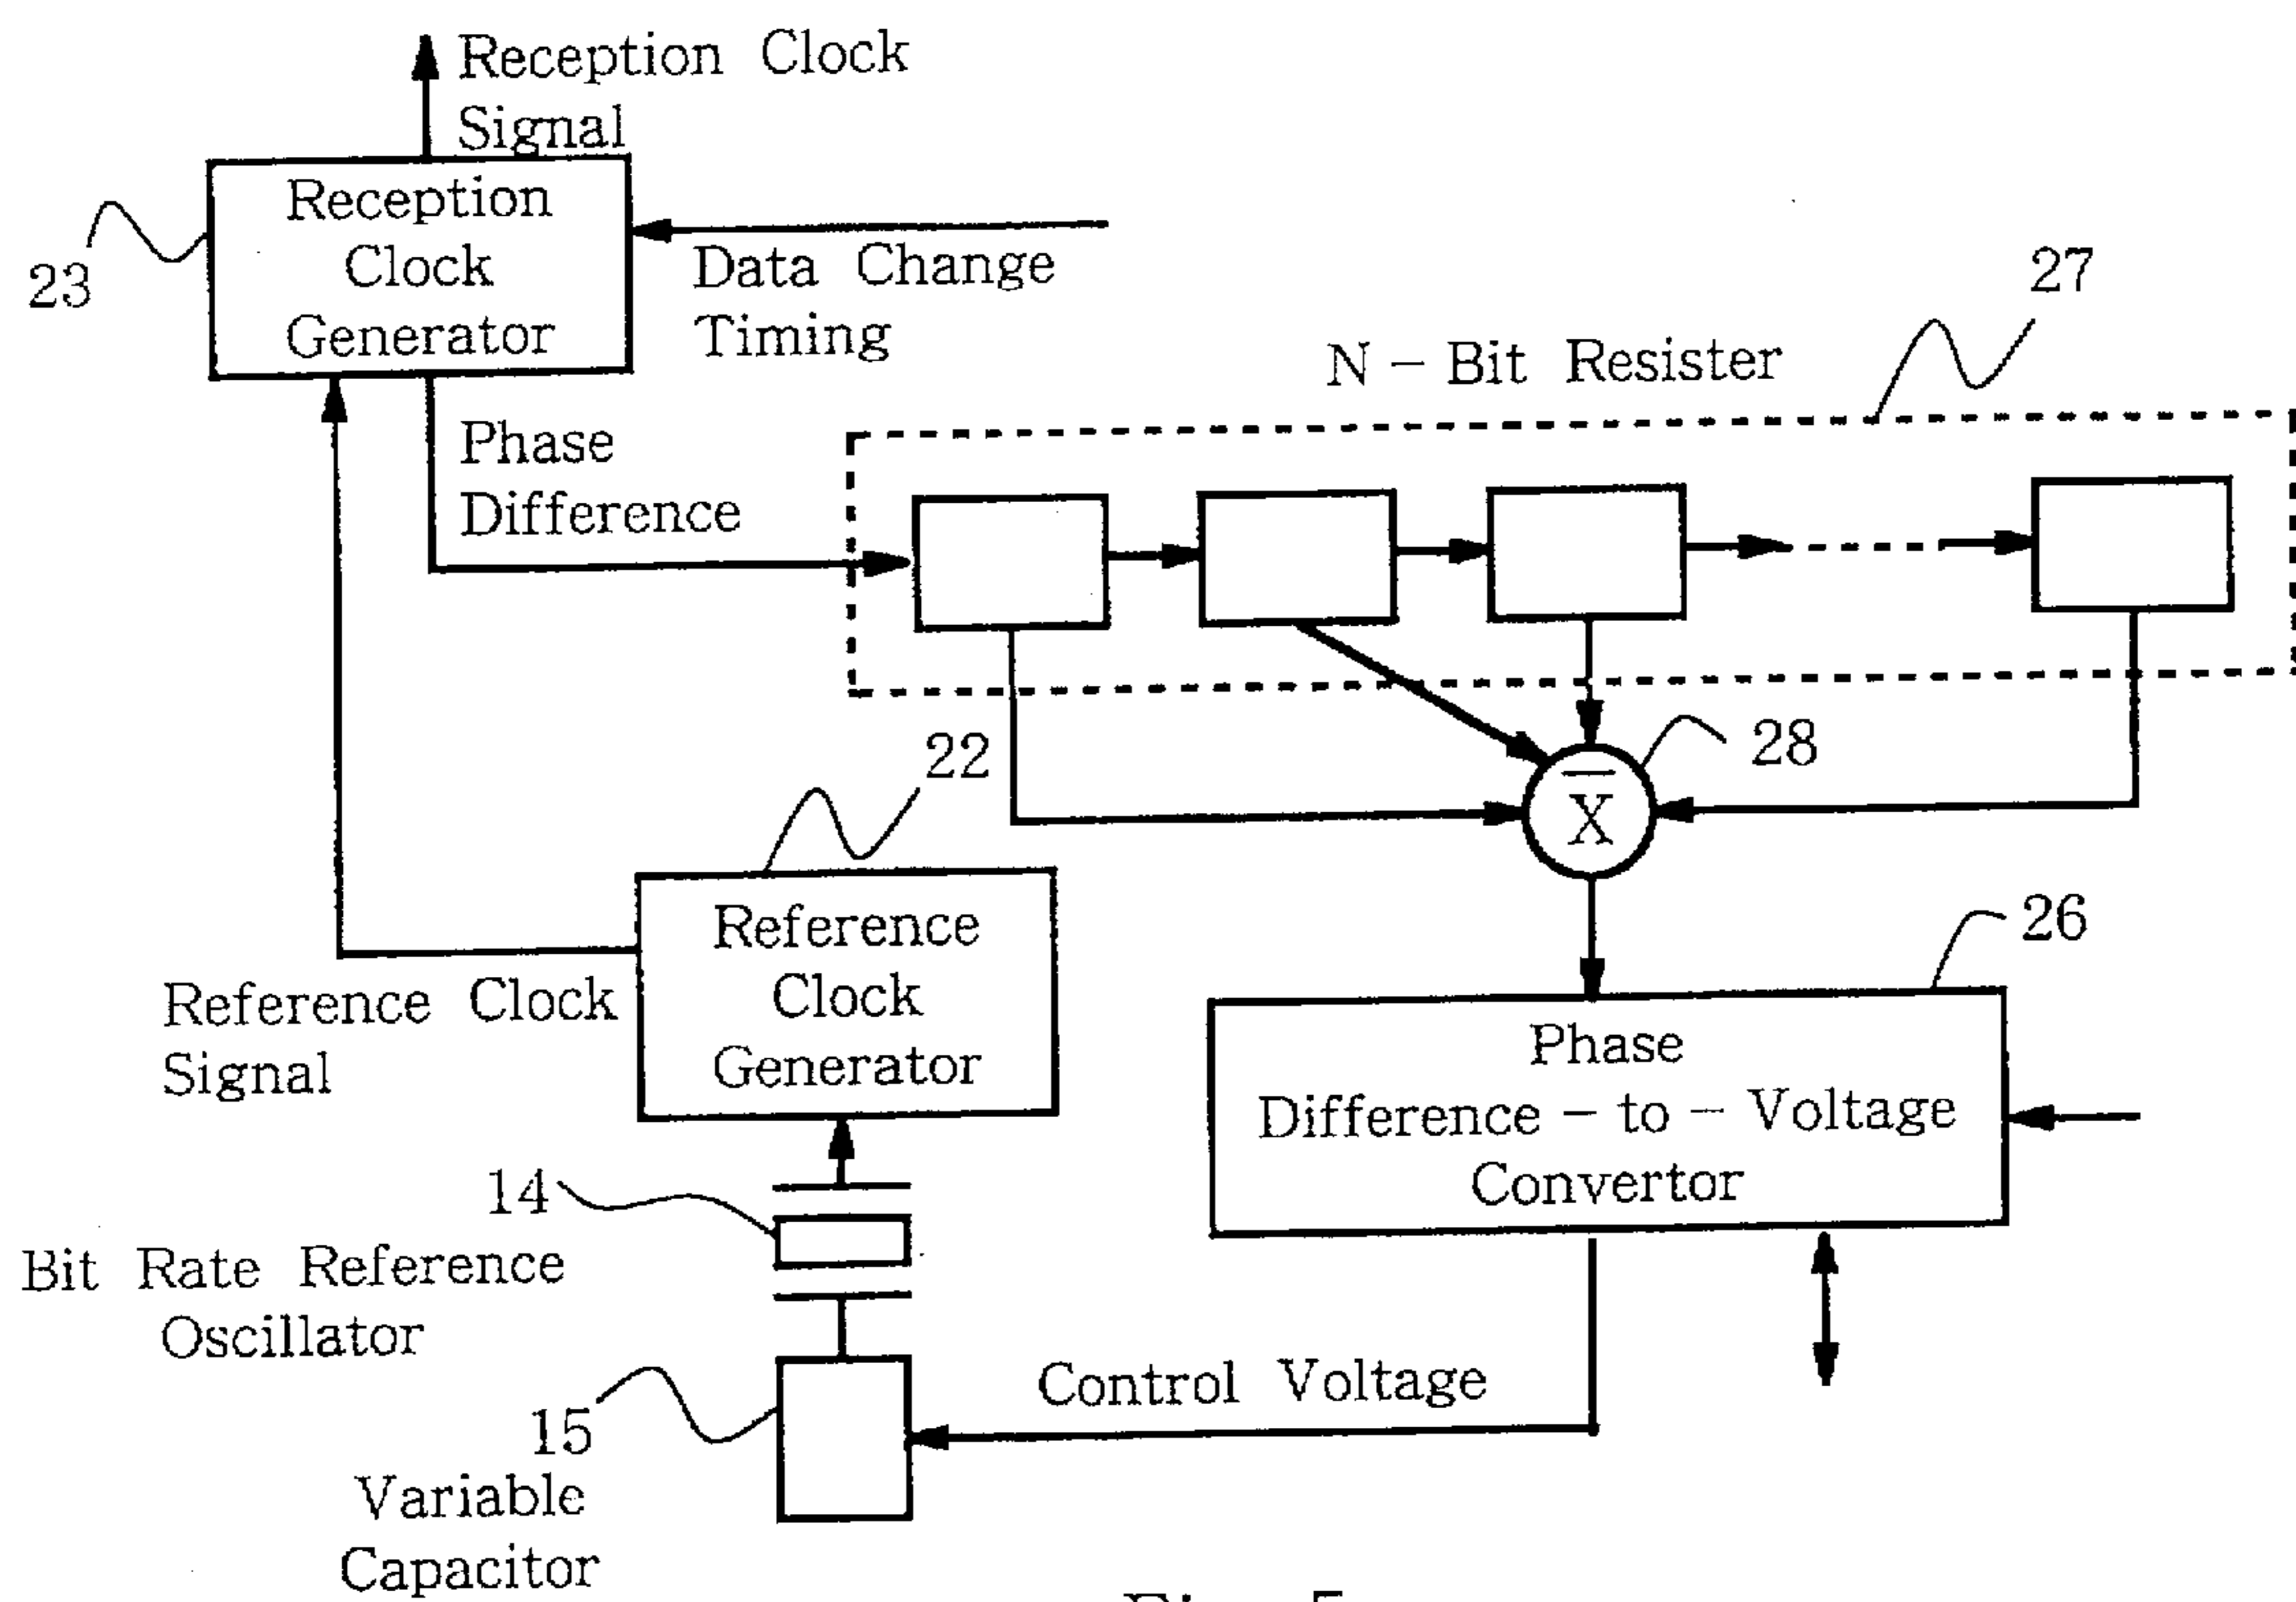 Reception Clock
Signal
Reception
Clock
Generator
23
Data Change
Timing
27
N - Bit Resister
Phase
Difference
28
X̅
22
Reference
Clock
Generator
Reference Clock
Signal
26
Phase
Difference - to - Voltage
Convertor
14
Bit Rate Reference
Oscillator
Control Voltage
15
Variable
Capacitor